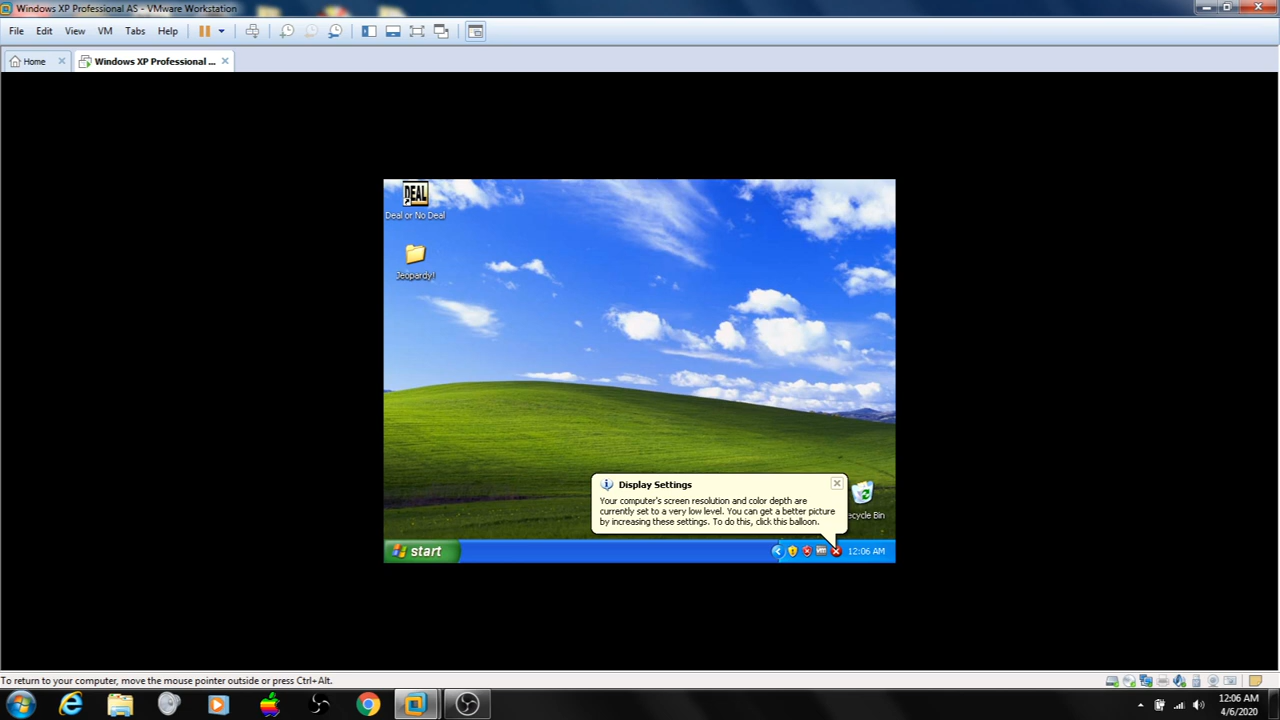 Windows XP Professional AS - VMware Workstation
File Edit View VM Tabs Help
Home Windows XP Professional ...
DEAL
Deal or No Deal
Jeopardy!
Display Settings
Your computer's screen resolution and color depth are
currently set to a very low level. You can get a better picture
by increasing these settings. To do this, click this balloon.
ecycle Bin
start 12:06 AM
To return to your computer, move the mouse pointer outside or press Ctrl+Alt.
12:06 AM
4/6/2020